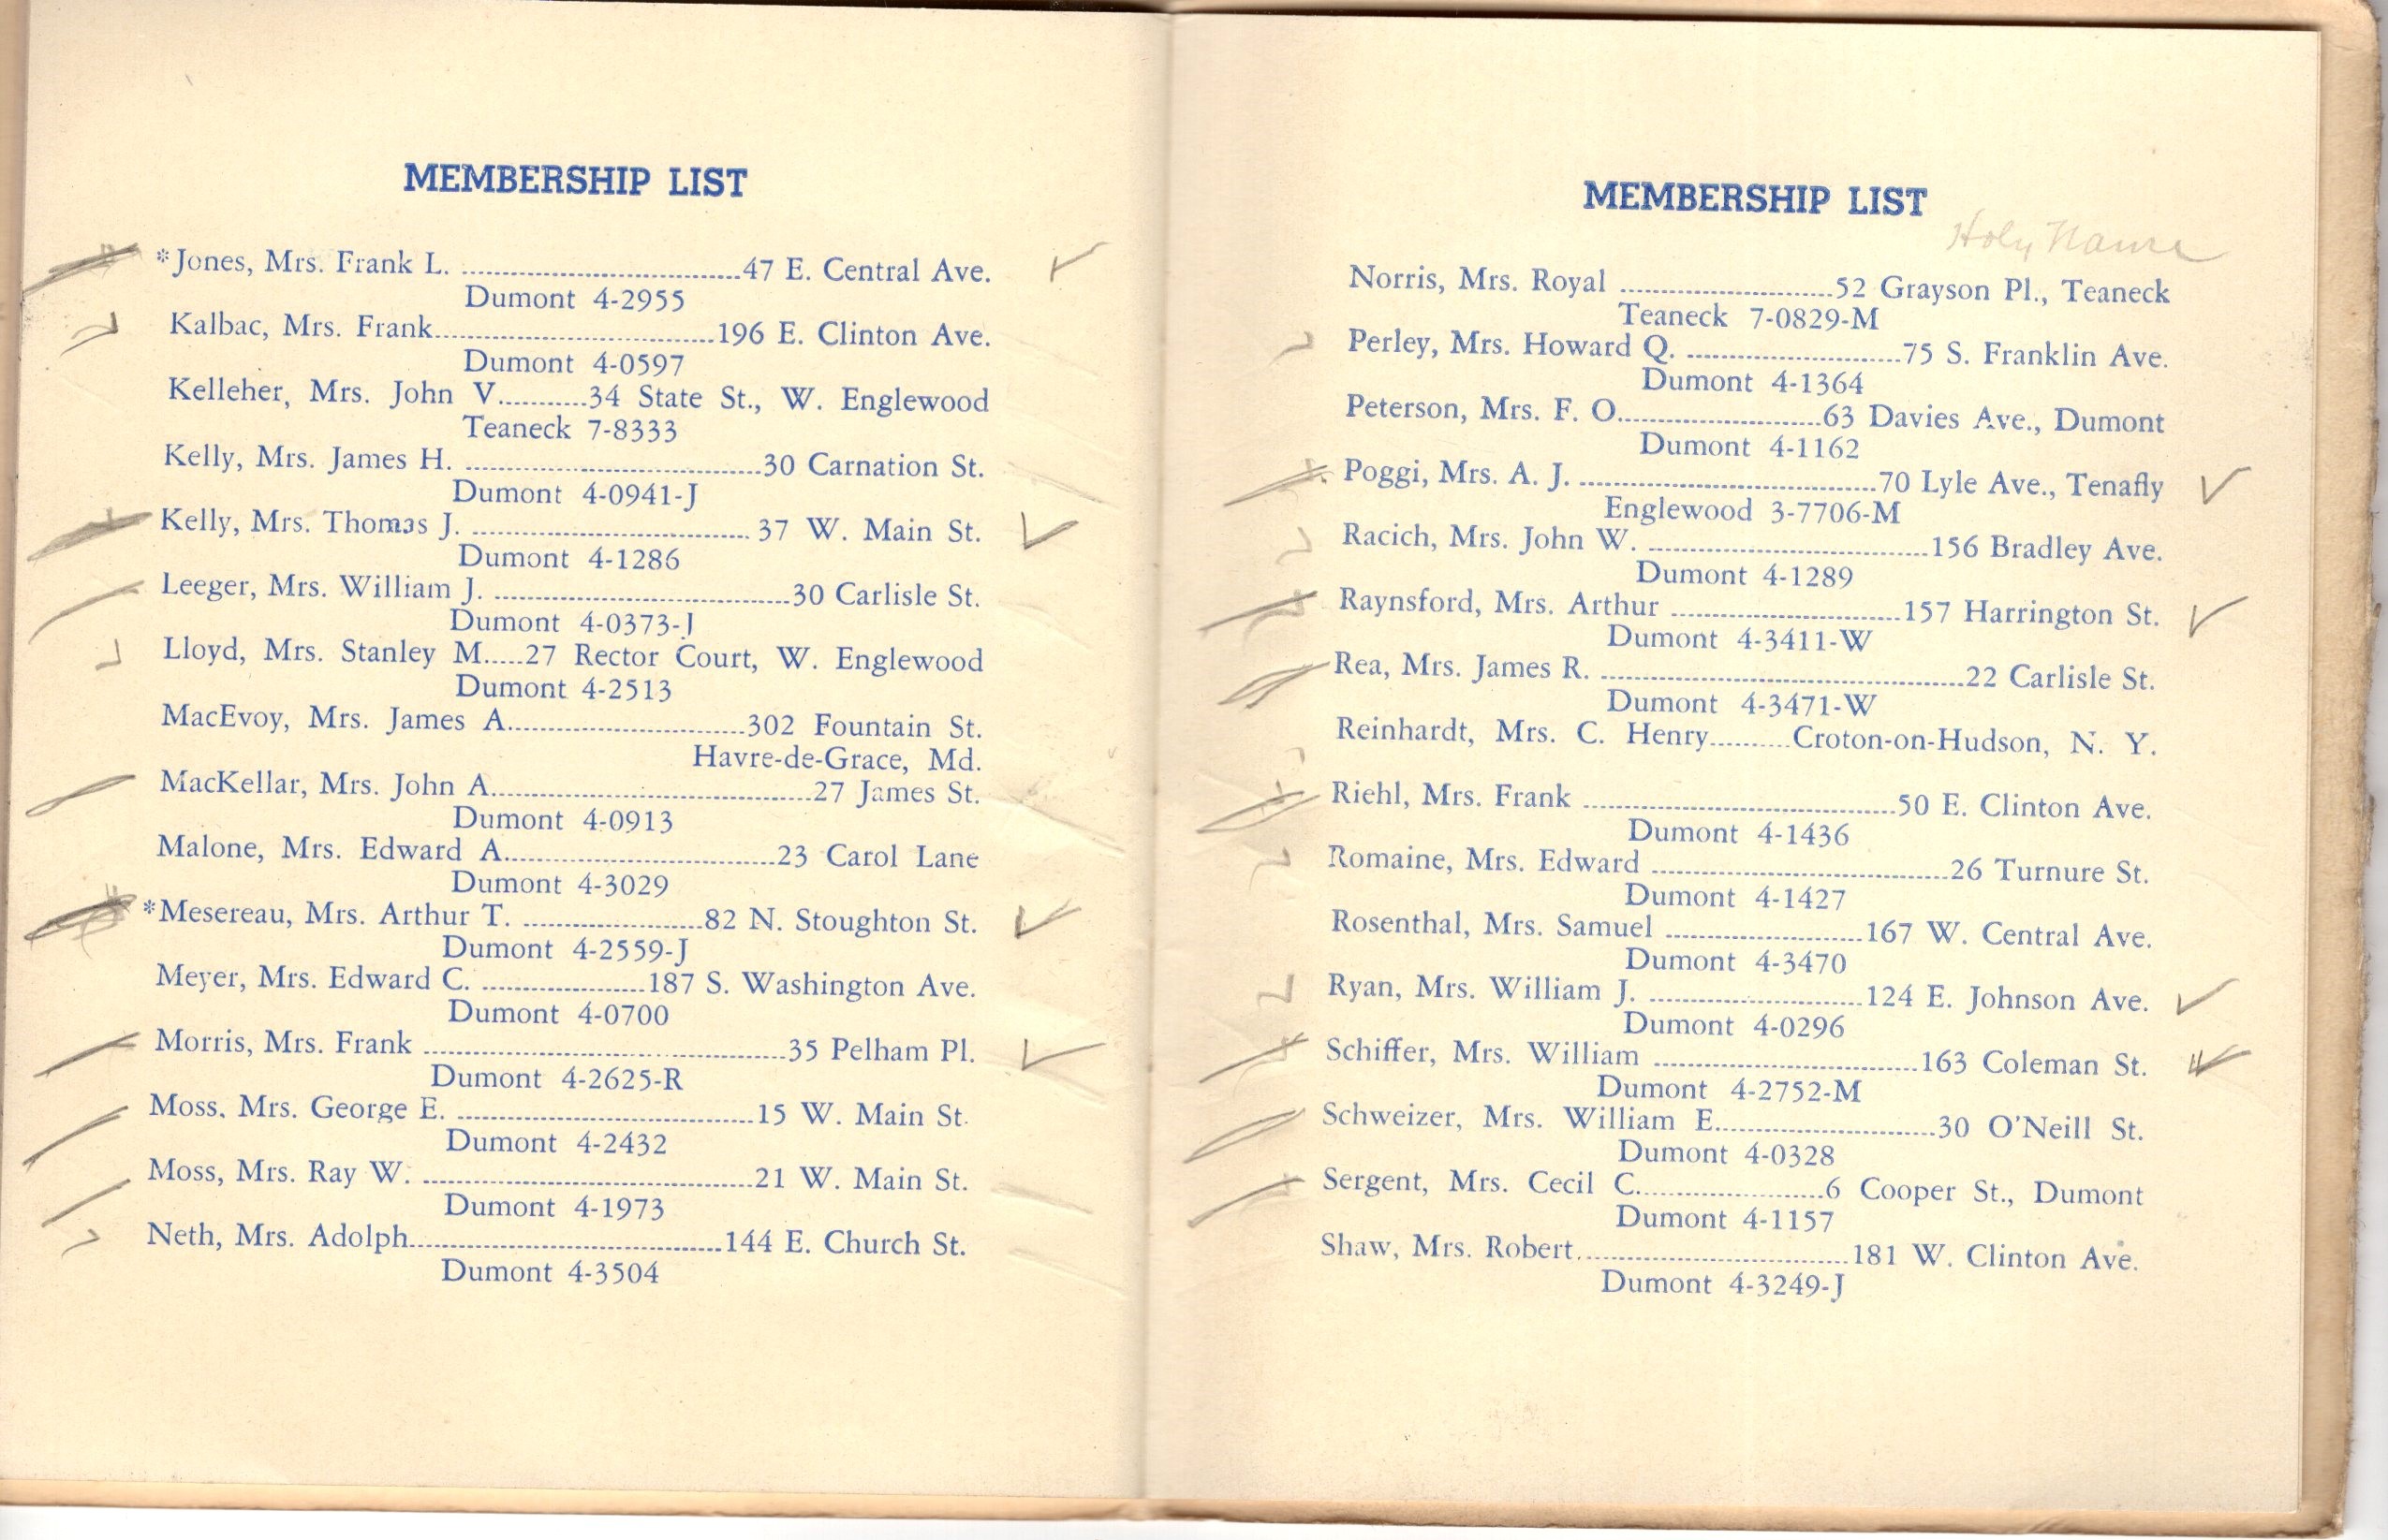 MEMBERSHIP LIST
*Jones, Mrs. Frank L. ........................47 E. Central Ave.
Dumont 4-2955
Kalbac, Mrs. Frank........................196 E. Clinton Ave.
Dumont 4-0597
Kelleher, Mrs. John V...........34 State St., W. Englewood
Teaneck 7-8333
Kelly, Mrs. James H. ........................30 Carnation St.
Dumont 4-0941-J
Kelly, Mrs. Thomas J. ........................37 W. Main St.
Dumont 4-1286
Leeger, Mrs. William J. ........................30 Carlisle St.
Dumont 4-0373-J
Lloyd, Mrs. Stanley M.....27 Rector Court, W. Englewood
Dumont 4-2513
MacEvoy, Mrs. James A........................302 Fountain St.
Havre-de-Grace, Md.
MacKellar, Mrs. John A........................27 James St.
Dumont 4-0913
Malone, Mrs. Edward A........................23 Carol Lane
Dumont 4-3029
*Mesereau, Mrs. Arthur T. ................82 N. Stoughton St.
Dumont 4-2559-J
Meyer, Mrs. Edward C. ................187 S. Washington Ave.
Dumont 4-0700
Morris, Mrs. Frank ........................35 Pelham Pl.
Dumont 4-2625-R
Moss, Mrs. George E. ........................15 W. Main St.
Dumont 4-2432
Moss, Mrs. Ray W. ........................21 W. Main St.
Dumont 4-1973
Neth, Mrs. Adolph........................144 E. Church St.
Dumont 4-3504
MEMBERSHIP LIST
Holy Name
Norris, Mrs. Royal ....................52 Grayson Pl., Teaneck
Teaneck 7-0829-M
Perley, Mrs. Howard Q. ....................75 S. Franklin Ave.
Dumont 4-1364
Peterson, Mrs. F. O....................63 Davies Ave., Dumont
Dumont 4-1162
Poggi, Mrs. A. J. ........................70 Lyle Ave., Tenafly
Englewood 3-7706-M
Racich, Mrs. John W. ........................156 Bradley Ave.
Dumont 4-1289
Raynsford, Mrs. Arthur ....................157 Harrington St.
Dumont 4-3411-W
Rea, Mrs. James R. ........................22 Carlisle St.
Dumont 4-3471-W
Reinhardt, Mrs. C. Henry..........Croton-on-Hudson, N. Y.
Riehl, Mrs. Frank ........................50 E. Clinton Ave.
Dumont 4-1436
Romaine, Mrs. Edward ........................26 Turnure St.
Dumont 4-1427
Rosenthal, Mrs. Samuel ....................167 W. Central Ave.
Dumont 4-3470
Ryan, Mrs. William J. ....................124 E. Johnson Ave.
Dumont 4-0296
Schiffer, Mrs. William ........................163 Coleman St.
Dumont 4-2752-M
Schweizer, Mrs. William E....................30 O'Neill St.
Dumont 4-0328
Sergent, Mrs. Cecil C....................6 Cooper St., Dumont
Dumont 4-1157
Shaw, Mrs. Robert........................181 W. Clinton Ave.
Dumont 4-3249-J